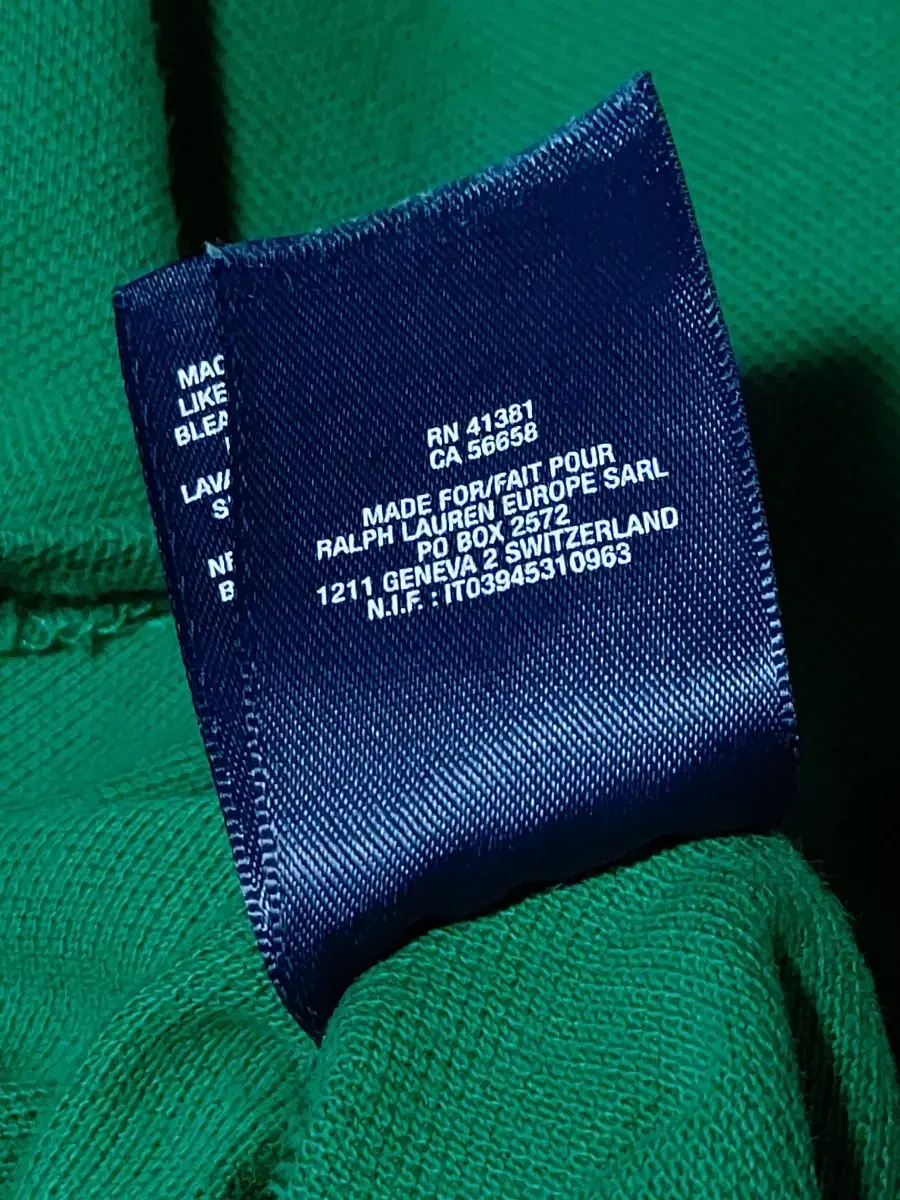 RN 41381
CA 56658
MADE FOR/FAIT POUR
RALPH LAUREN EUROPE SARL
PO BOX 2572
1211 GENEVA 2 SWITZERLAND
N.I.F. : IT03945310963
LIKE